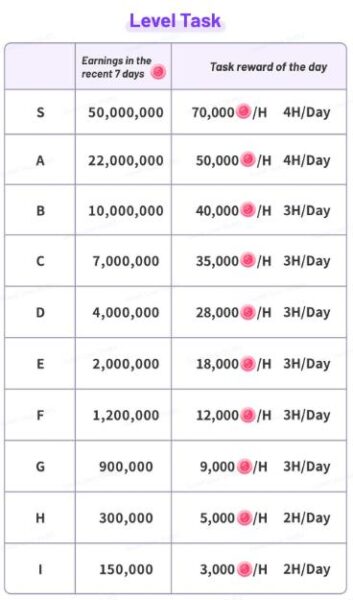 Level Task
Earnings in the
recent 7 days
Task reward of the day
S 50,000,000 70,000 /H 4H/Day
A 22,000,000 50,000 /H 4H/Day
B 10,000,000 40,000 /H 3H/Day
C 7,000,000 35,000 /H 3H/Day
D 4,000,000 28,000 /H 3H/Day
E 2,000,000 18,000 /H 3H/Day
F 1,200,000 12,000 /H 3H/Day
G 900,000 9,000 /H 3H/Day
H 300,000 5,000 /H 2H/Day
I 150,000 3,000 /H 2H/Day